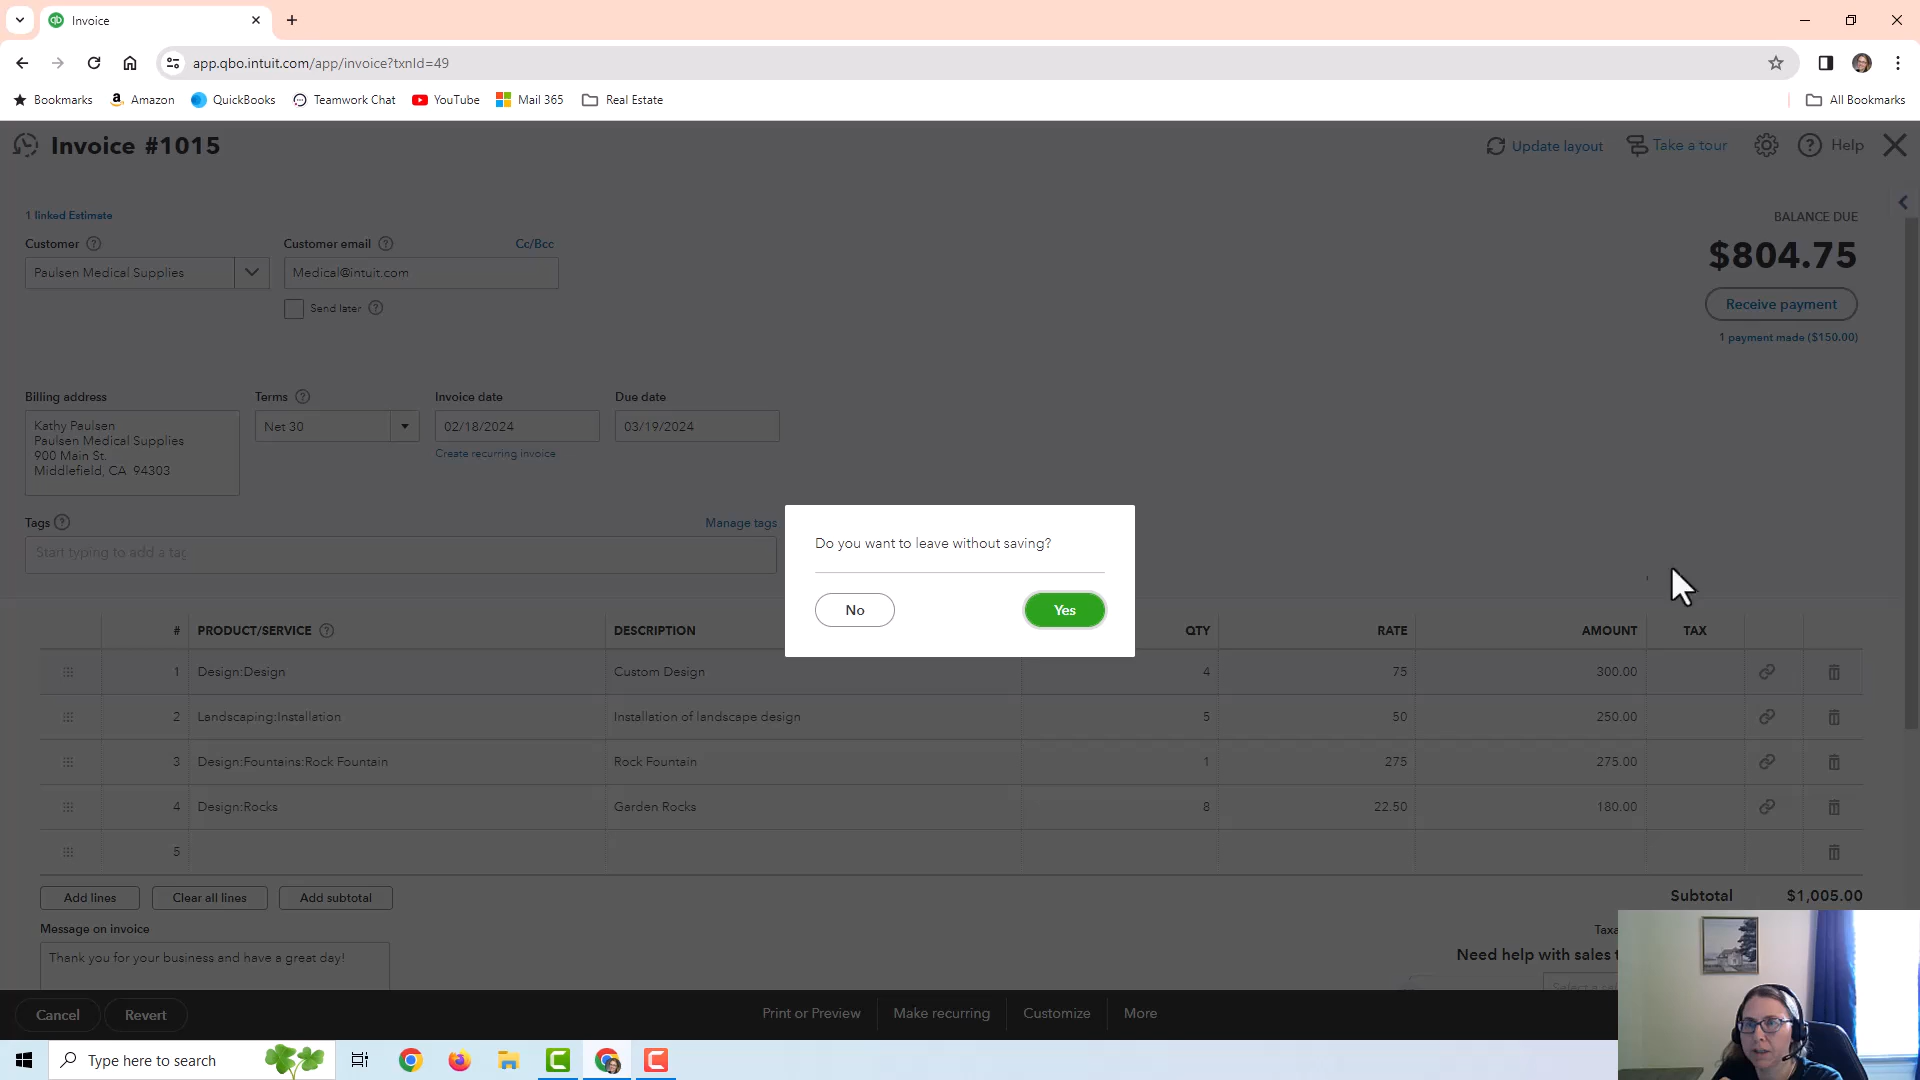 Invoice
app.qbo.intuit.com/app/invoice?txnId=49
Bookmarks Amazon QuickBooks Teamwork Chat YouTube Mail 365 Real Estate All Bookmarks
Invoice #1015 Update layout Take a tour Help
1 linked Estimate BALANCE DUE
Customer Customer email Cc/Bcc $804.75
Paulsen Medical Supplies Medical@intuit.com
Send later Receive payment
1 payment made ($150.00)
Billing address Terms Invoice date Due date
Kathy Paulsen
Paulsen Medical Supplies
900 Main St.
Middlefield, CA 94303
Net 30 02/18/2024 03/19/2024
Create recurring invoice
Tags Manage tags
Start typing to add a tag
Do you want to leave without saving?
No Yes
# PRODUCT/SERVICE DESCRIPTION QTY RATE AMOUNT TAX
1 Design:Design Custom Design 4 75 300.00
2 Landscaping:Installation Installation of landscape design 5 50 250.00
3 Design:Fountains:Rock Fountain Rock Fountain 1 275 275.00
4 Design:Rocks Garden Rocks 8 22.50 180.00
5
Add lines Clear all lines Add subtotal Subtotal $1,005.00
Message on invoice
Thank you for your business and have a great day!
Need help with sales
Cancel Revert Print or Preview Make recurring Customize More
Type here to search